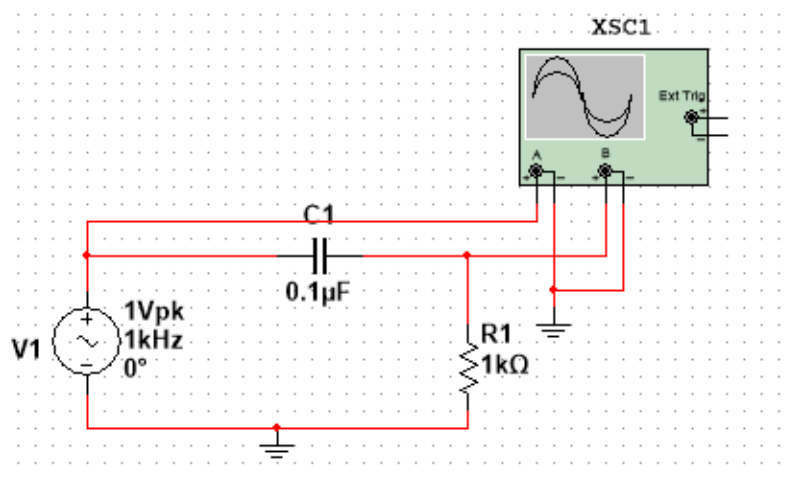 XSC1
Ext Trig
+
−
A
B
+ −
+ −
C1
0.1µF
V1
+
−
1Vpk
1kHz
0°
R1
1kΩ